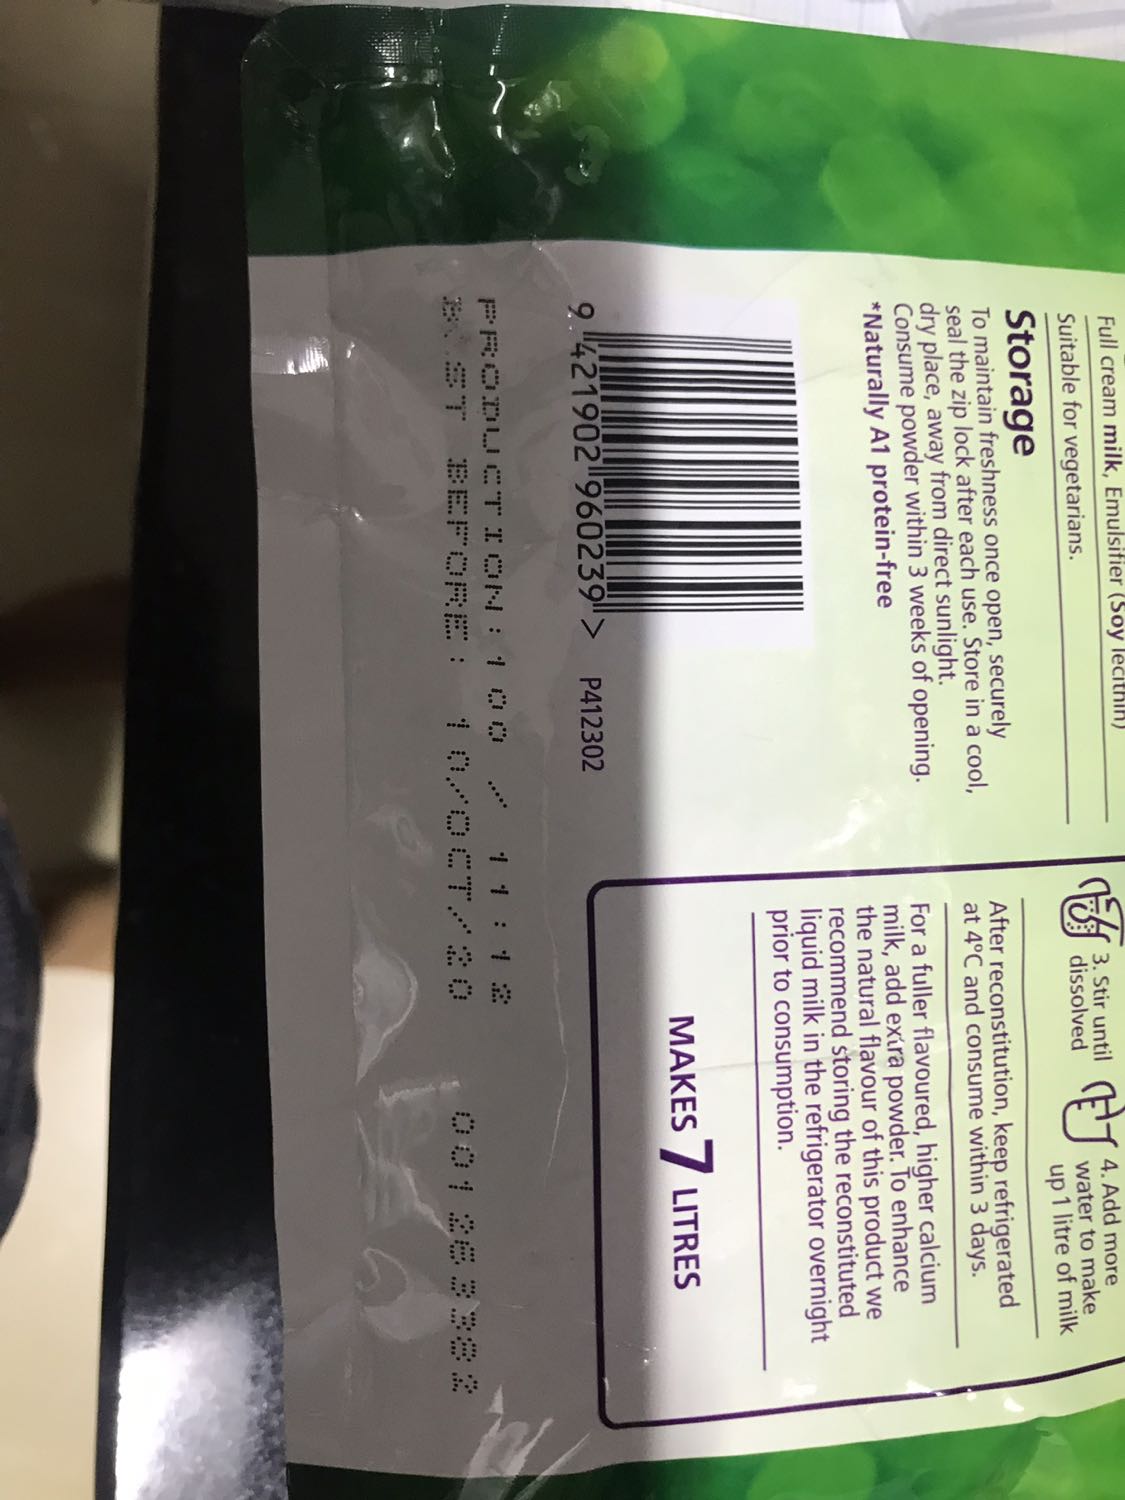 Full cream milk, Emulsifier (Soy lecithin)
Suitable for vegetarians.
Storage
To maintain freshness once open, securely
seal the zip lock after each use. Store in a cool,
dry place, away from direct sunlight.
Consume powder within 3 weeks of opening.
*Naturally A1 protein-free
9 421902 960239 >
P412302
3. Stir until
dissolved
4. Add more
water to make
up 1 litre of milk
After reconstitution, keep refrigerated
at 4°C and consume within 3 days.
For a fuller flavoured, higher calcium
milk, add extra powder. To enhance
the natural flavour of this product we
recommend storing the reconstituted
liquid milk in the refrigerator overnight
prior to consumption.
MAKES 7 LITRES
PRODUCTION:100 / 11:12
BEST BEFORE: 10/OCT/20 001263382